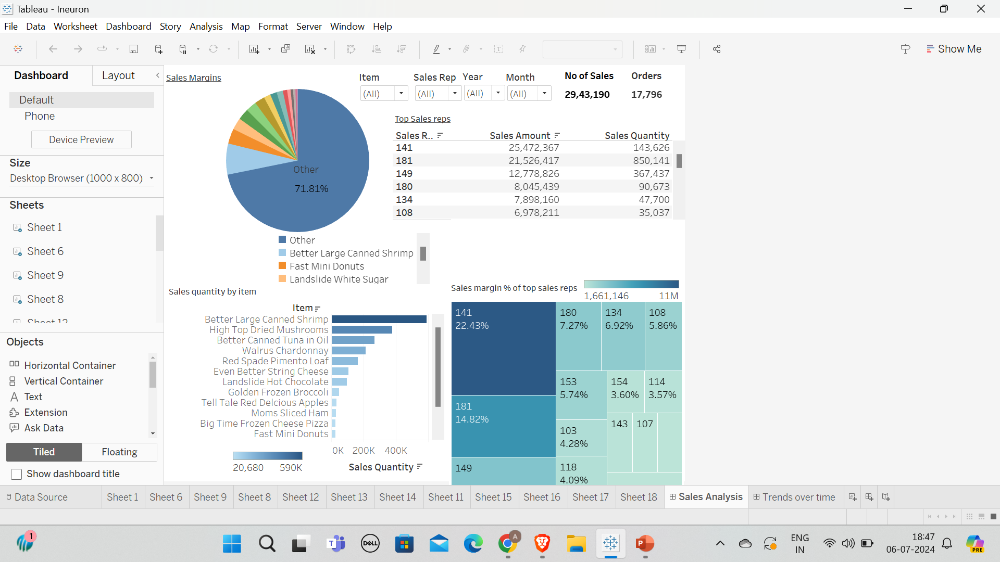 Tableau - Ineuron
File Data Worksheet Dashboard Story Analysis Map Format Server Window Help
Show Me
Dashboard Layout
Default
Phone
Device Preview
Size
Desktop Browser (1000 x 800)
Sheets
Sheet 1
Sheet 6
Sheet 9
Sheet 8
Sheet 12
Objects
Horizontal Container
Vertical Container
Text
Extension
Ask Data
Tiled Floating
Show dashboard title
Sales Margins
Other
71.81%
Other
Better Large Canned Shrimp
Fast Mini Donuts
Landslide White Sugar
Item Sales Rep Year Month
(All) (All) (All) (All)
No of Sales Orders
29,43,190 17,796
Top Sales reps
Sales R.. Sales Amount Sales Quantity
141 25,472,367 143,626
181 21,526,417 850,141
149 12,778,826 367,437
180 8,045,439 90,673
134 7,898,160 47,700
108 6,978,211 35,037
Sales quantity by item
Item
Better Large Canned Shrimp
High Top Dried Mushrooms
Better Canned Tuna in Oil
Walrus Chardonnay
Red Spade Pimento Loaf
Even Better String Cheese
Landslide Hot Chocolate
Golden Frozen Broccoli
Tell Tale Red Delcious Apples
Moms Sliced Ham
Big Time Frozen Cheese Pizza
Fast Mini Donuts
0K 200K 400K
Sales Quantity
20,680 590K
Sales margin % of top sales reps
1,661,146 11M
141
22.43%
181
14.82%
149
180
7.27%
134
6.92%
108
5.86%
153
5.74%
154
3.60%
114
3.57%
103
4.28%
143
107
118
4.09%
Data Source Sheet 1 Sheet 6 Sheet 9 Sheet 8 Sheet 12 Sheet 13 Sheet 14 Sheet 11 Sheet 15 Sheet 16 Sheet 17 Sheet 18 Sales Analysis Trends over time
1
T
DELL
A
P
ENG
IN
18:47
06-07-2024
PRE